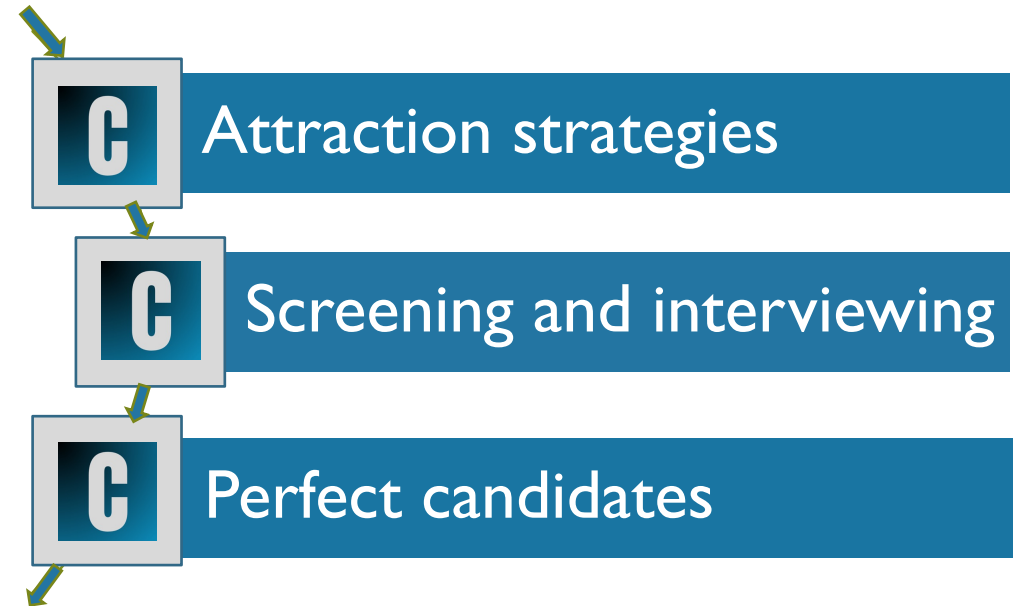 C
Attraction strategies
C
Screening and interviewing
C
Perfect candidates